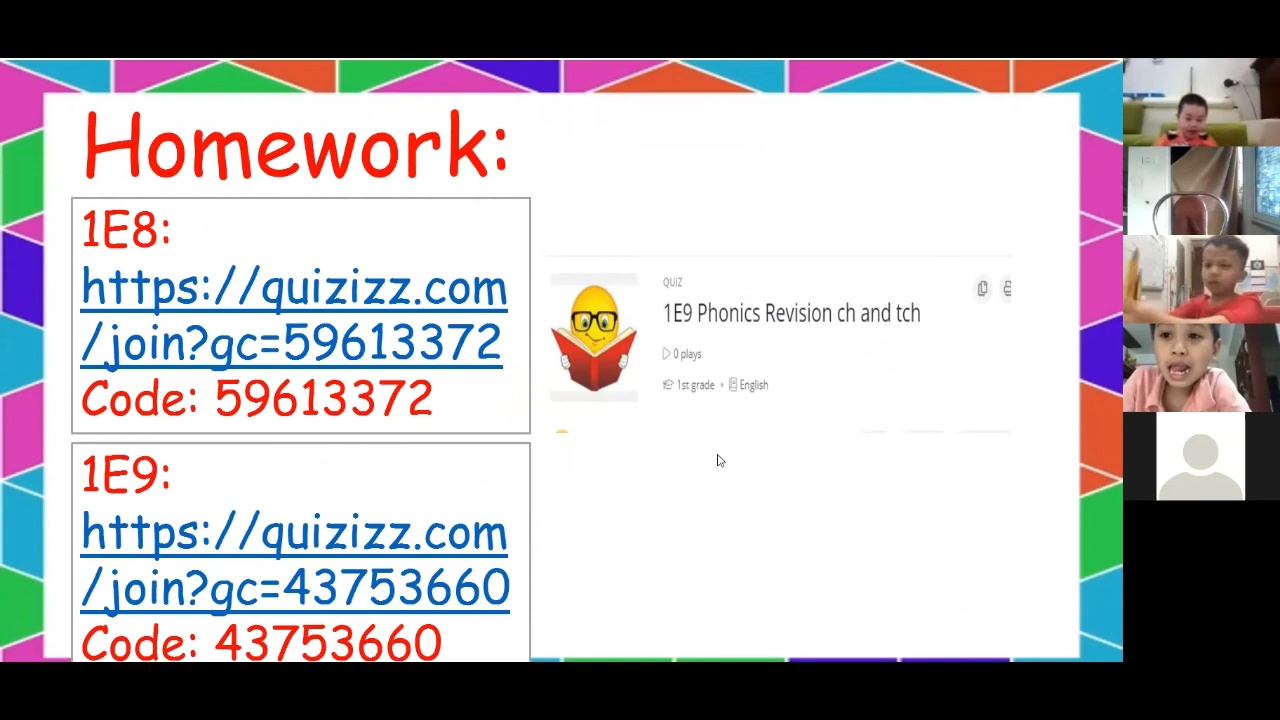 Homework:
1E8:
https://quizizz.com
/join?gc=59613372
Code: 59613372
1E9:
https://quizizz.com
/join?gc=43753660
Code: 43753660
QUIZ
1E9 Phonics Revision ch and tch
0 plays
1st grade • English